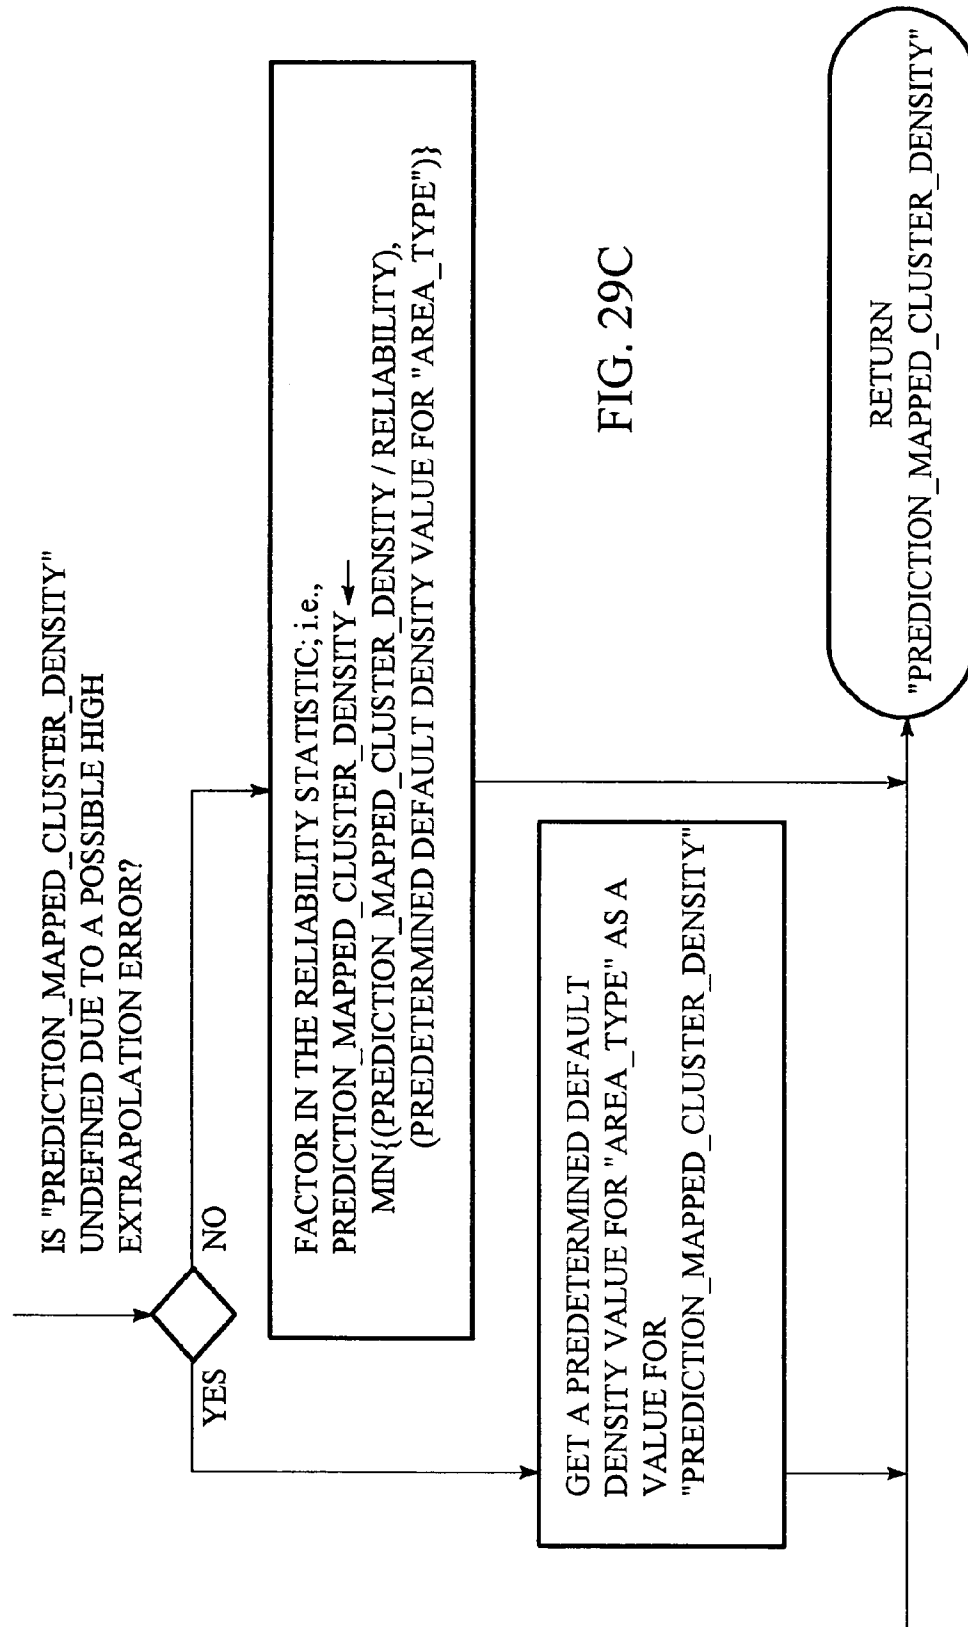 IS "PREDICTION_MAPPED_CLUSTER_DENSITY"
UNDEFINED DUE TO A POSSIBLE HIGH
EXTRAPOLATION ERROR?
YES
NO
FACTOR IN THE RELIABILITY STATISTIC; i.e.,
PREDICTION_MAPPED_CLUSTER_DENSITY ←
MIN{(PREDICTION_MAPPED_CLUSTER_DENSITY / RELIABILITY),
(PREDETERMINED DEFAULT DENSITY VALUE FOR "AREA_TYPE")}
GET A PREDETERMINED DEFAULT
DENSITY VALUE FOR "AREA_TYPE" AS A
VALUE FOR
"PREDICTION_MAPPED_CLUSTER_DENSITY"
FIG. 29C
RETURN
"PREDICTION_MAPPED_CLUSTER_DENSITY"